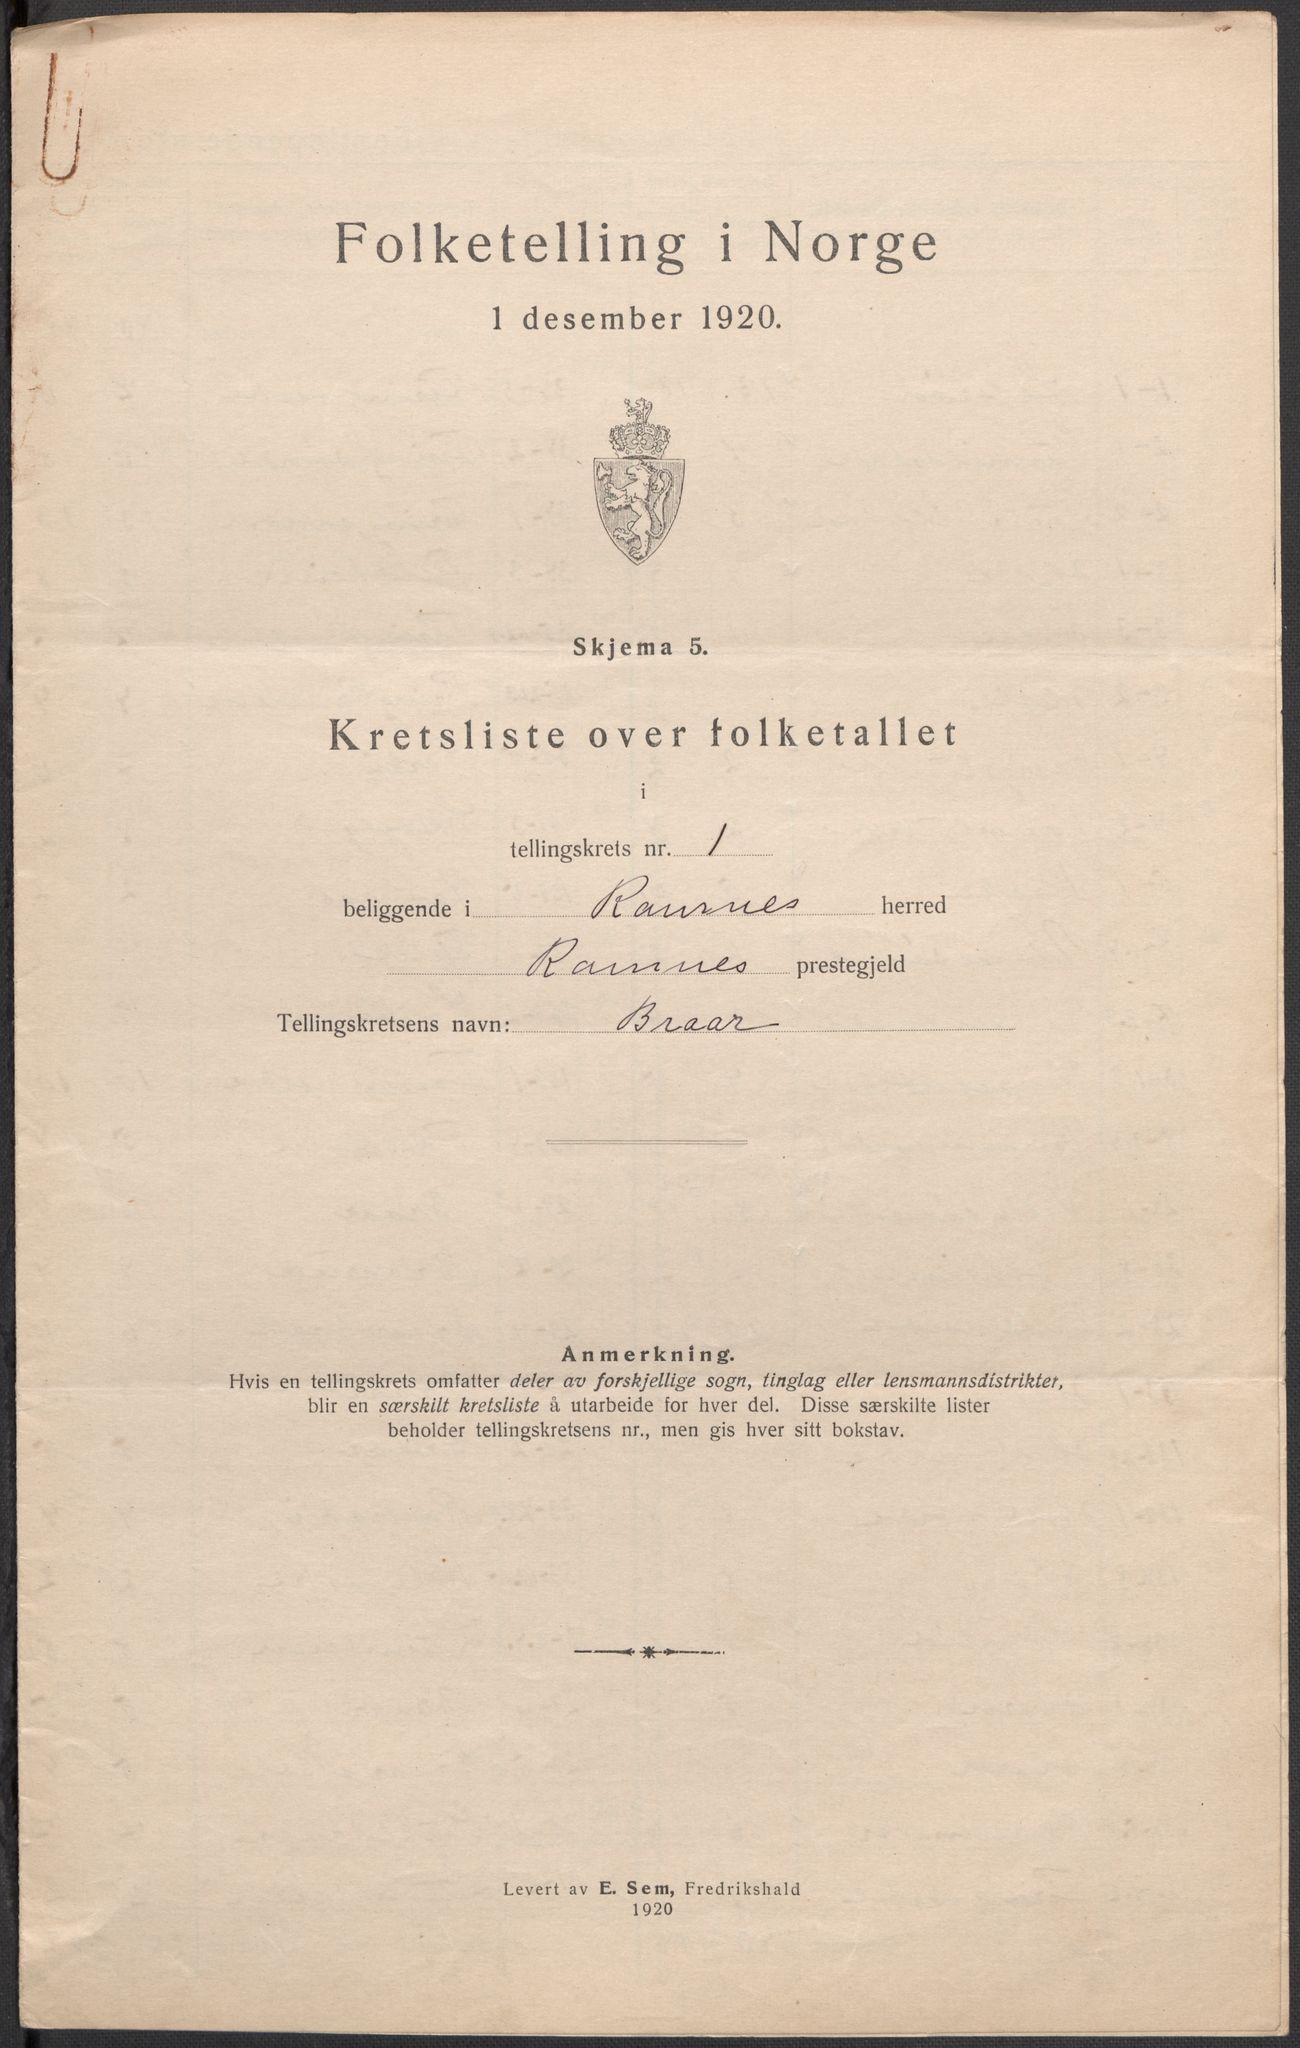 Folketelling i Norge
1 desember 1920.
Skjema 5.
Kretsliste over folketallet
i
tellingskrets nr. 1
beliggende i Ramnes herred
Ramnes prestegjeld
Tellingskretsens navn: Braar
Anmerkning.
Hvis en tellingskrets omfatter deler av forskjellige sogn, tinglag eller lensmannsdistrikter,
blir en særskilt kretsliste å utarbeide for hver del. Disse særskilte lister
beholder tellingskretsens nr., men gis hver sitt bokstav.
Levert av E. Sem, Fredrikshald
1920